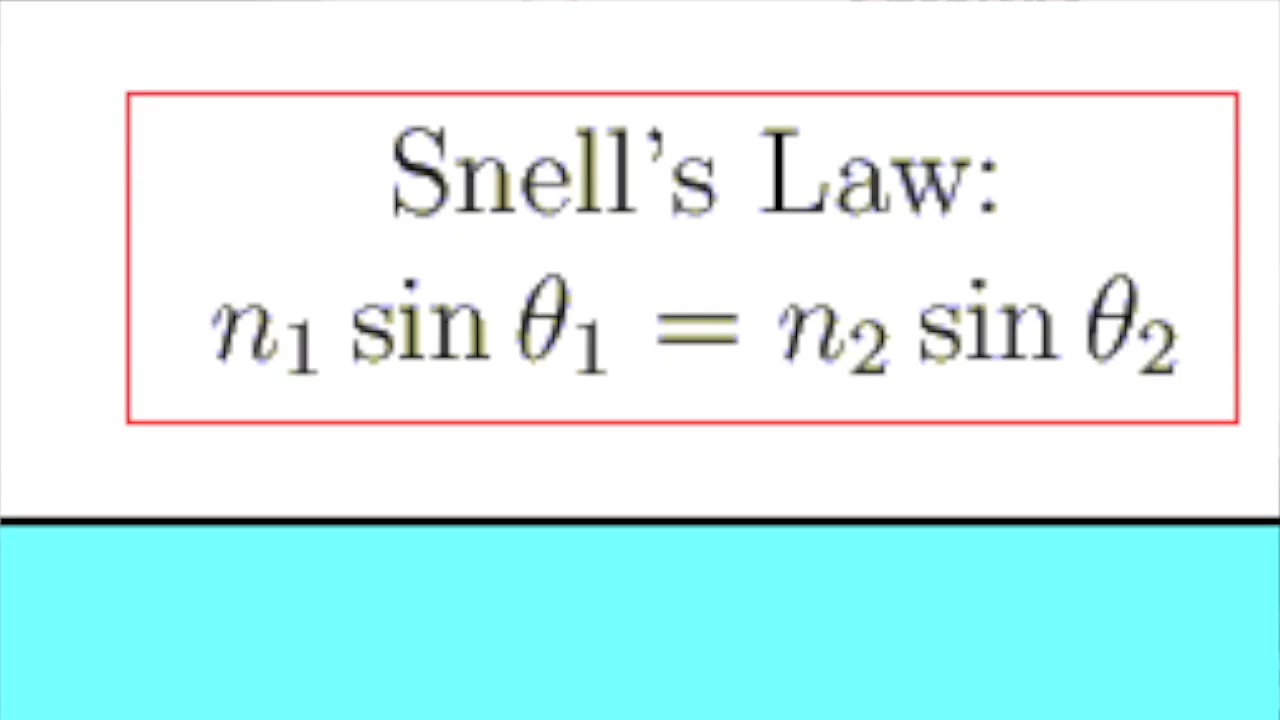 Snell's Law:
n₁ sin θ₁ = n₂ sin θ₂